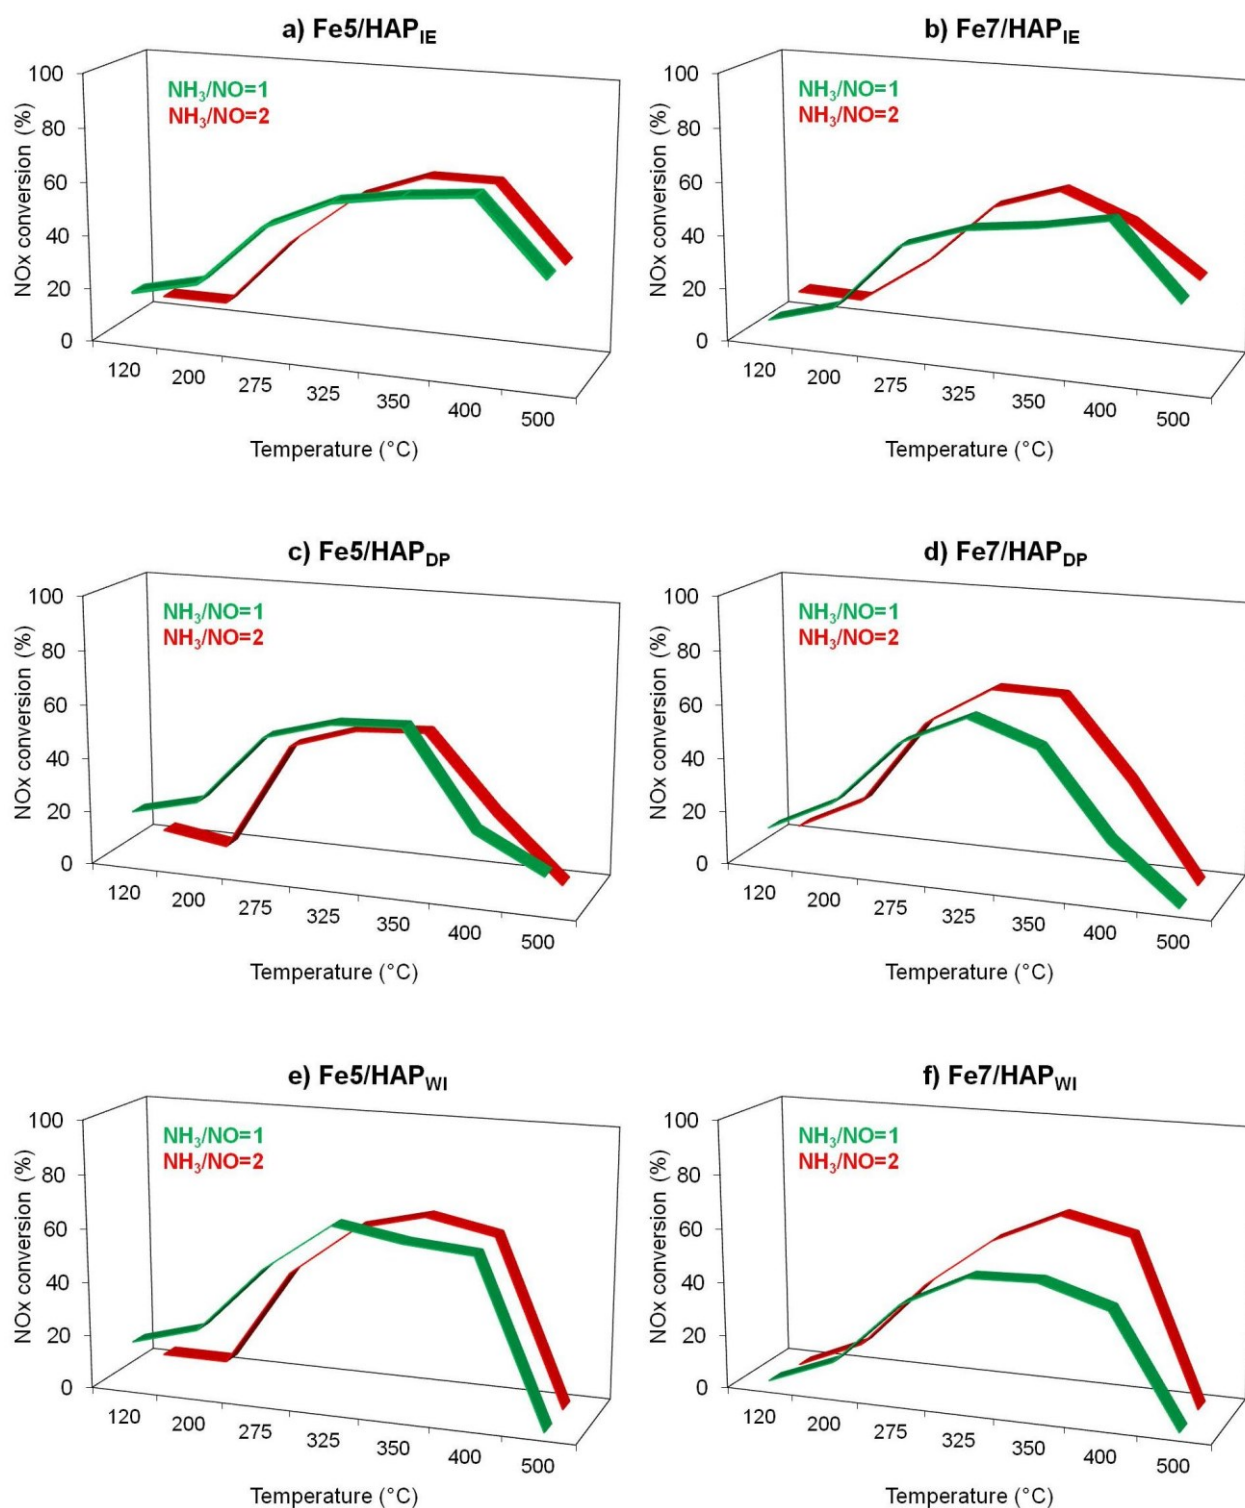 a) Fe5/HAP_IE
NH₃/NO=1
NH₃/NO=2
NOx conversion (%)
100
80
60
40
20
0
120 200 275 325 350 400 500
Temperature (°C)
b) Fe7/HAP_IE
NH₃/NO=1
NH₃/NO=2
NOx conversion (%)
100
80
60
40
20
0
120 200 275 325 350 400 500
Temperature (°C)
c) Fe5/HAP_DP
NH₃/NO=1
NH₃/NO=2
NOx conversion (%)
100
80
60
40
20
0
120 200 275 325 350 400 500
Temperature (°C)
d) Fe7/HAP_DP
NH₃/NO=1
NH₃/NO=2
NOx conversion (%)
100
80
60
40
20
0
120 200 275 325 350 400 500
Temperature (°C)
e) Fe5/HAP_WI
NH₃/NO=1
NH₃/NO=2
NOx conversion (%)
100
80
60
40
20
0
120 200 275 325 350 400 500
Temperature (°C)
f) Fe7/HAP_WI
NH₃/NO=1
NH₃/NO=2
NOx conversion (%)
100
80
60
40
20
0
120 200 275 325 350 400 500
Temperature (°C)